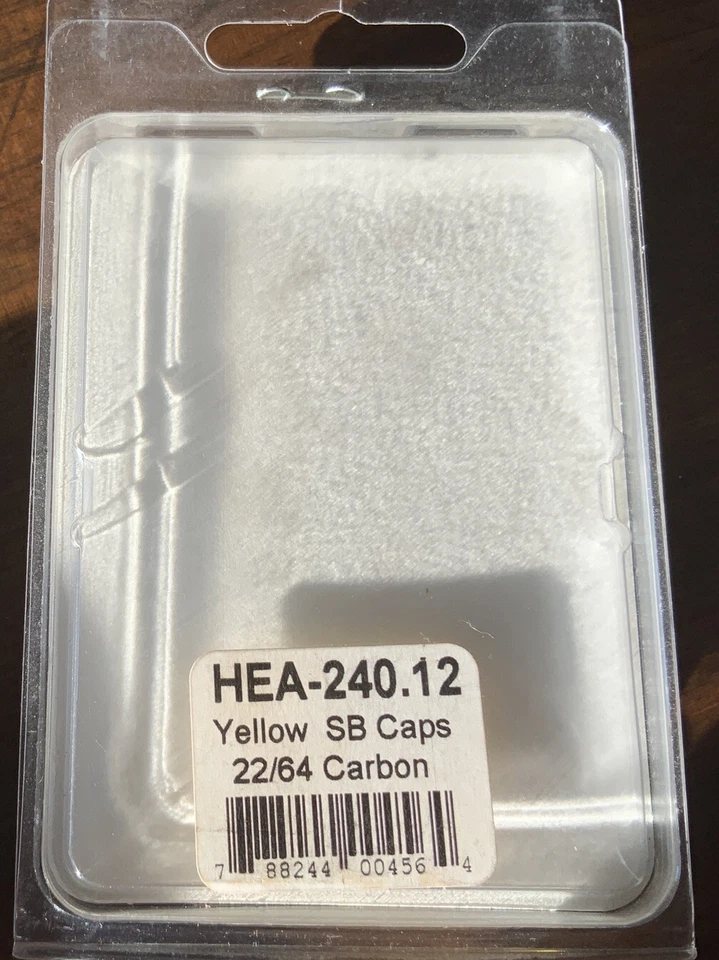 HEA-240.12
Yellow SB Caps
22/64 Carbon
7 88244 00456 4